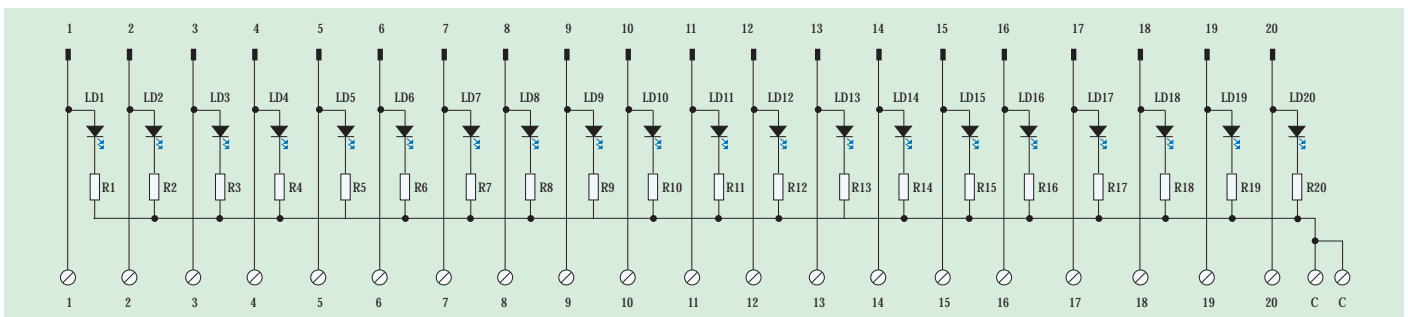 1 2 3 4 5 6 7 8 9 10 11 12 13 14 15 16 17 18 19 20
LD1 LD2 LD3 LD4 LD5 LD6 LD7 LD8 LD9 LD10 LD11 LD12 LD13 LD14 LD15 LD16 LD17 LD18 LD19 LD20
R1 R2 R3 R4 R5 R6 R7 R8 R9 R10 R11 R12 R13 R14 R15 R16 R17 R18 R19 R20
1 2 3 4 5 6 7 8 9 10 11 12 13 14 15 16 17 18 19 20 C C